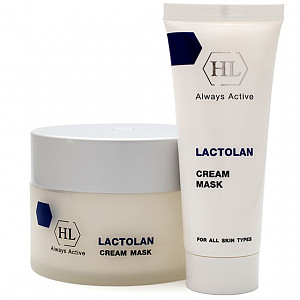 HL
Always Active
LACTOLAN
CREAM MASK
HL
Always Active
LACTOLAN
CREAM
MASK
FOR ALL SKIN TYPES